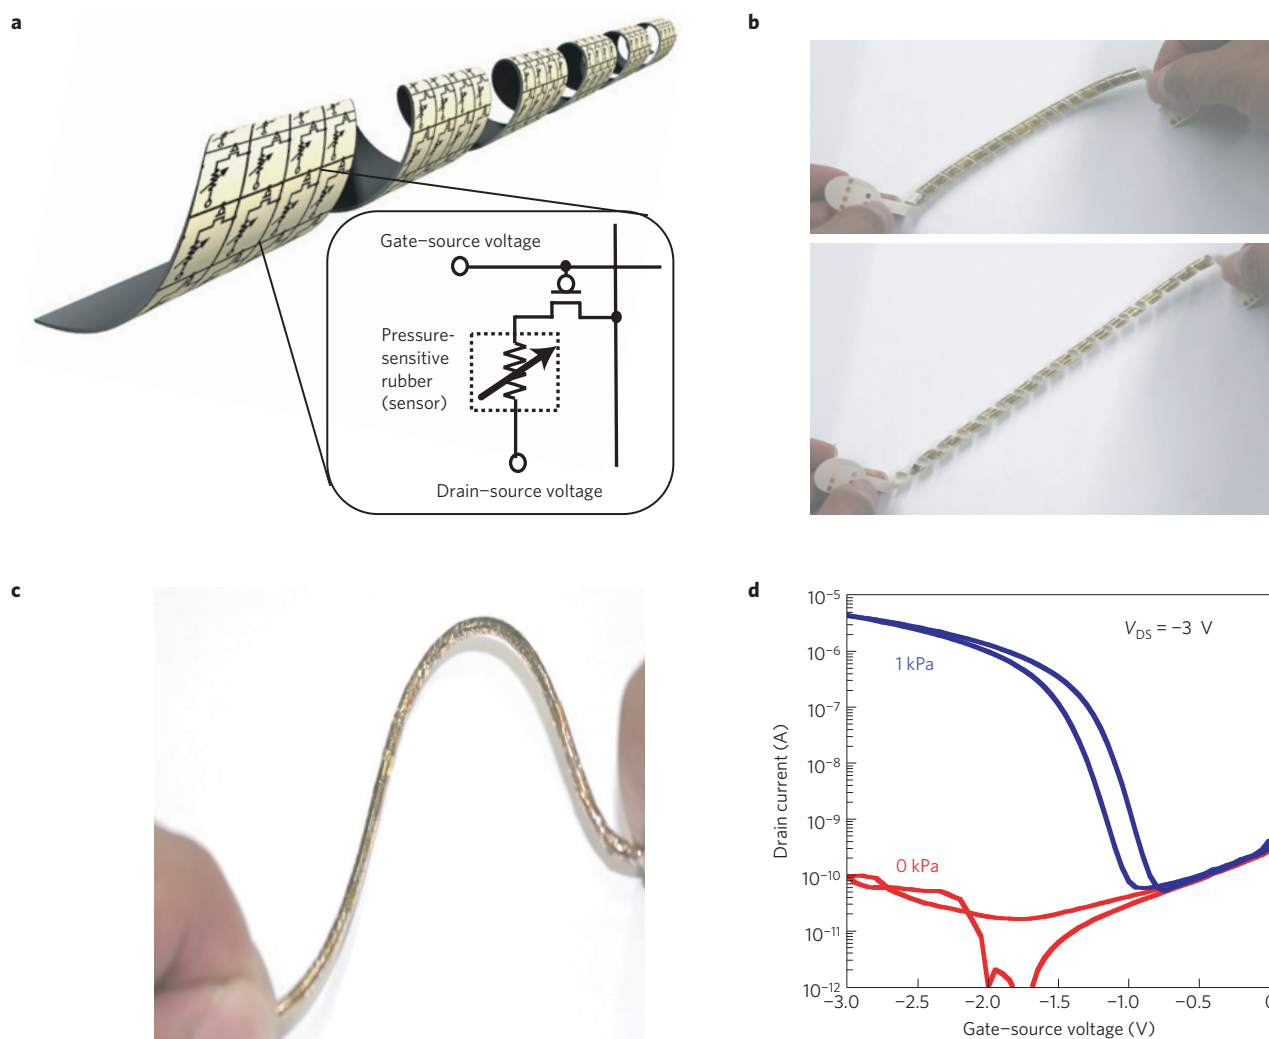 a
Gate–source voltage
Pressure-
sensitive
rubber
(sensor)
Drain–source voltage
b
c
d
10⁻⁵
10⁻⁶
10⁻⁷
10⁻⁸
10⁻⁹
10⁻¹⁰
10⁻¹¹
10⁻¹²
Drain current (A)
V_DS = −3 V
1 kPa
0 kPa
−3.0 −2.5 −2.0 −1.5 −1.0 −0.5
Gate–source voltage (V)